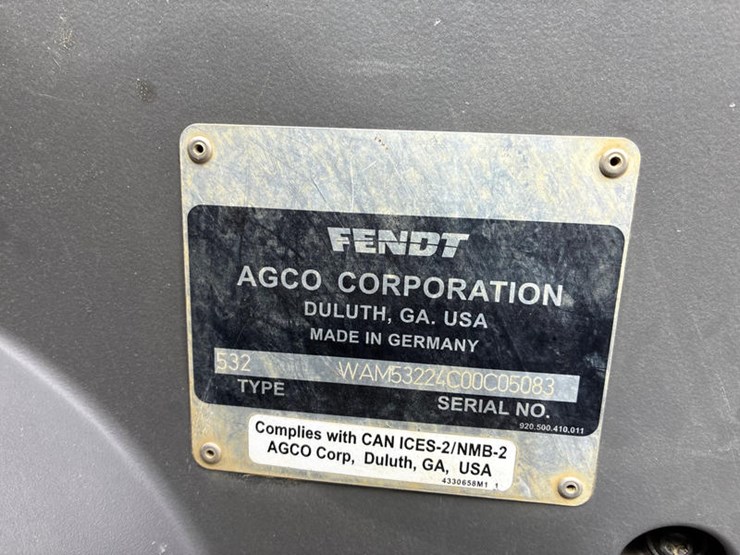 FENDT
AGCO CORPORATION
DULUTH, GA. USA
MADE IN GERMANY
532 WAM53224C00C05083
TYPE SERIAL NO.
920.500.410.011
Complies with CAN ICES-2/NMB-2
AGCO Corp, Duluth, GA, USA
4330658M1 1